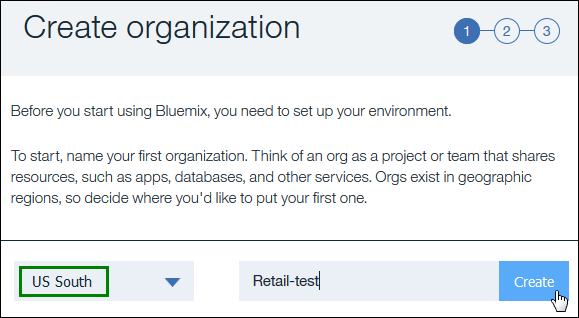 Create organization
1 2 3
Before you start using Bluemix, you need to set up your environment.
To start, name your first organization. Think of an org as a project or team that shares
resources, such as apps, databases, and other services. Orgs exist in geographic
regions, so decide where you'd like to put your first one.
US South Retail-test Create